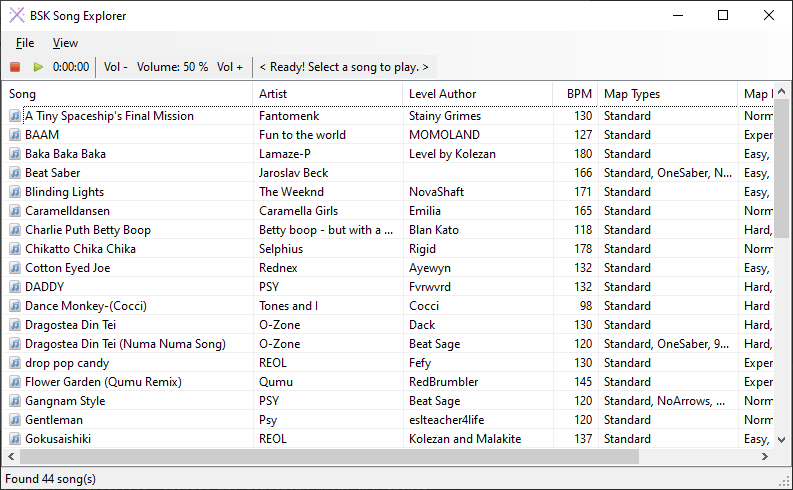 BSK Song Explorer
File View
0:00:00 Vol - Volume: 50 % Vol + < Ready! Select a song to play. >
Song Artist Level Author BPM Map Types Map
A Tiny Spaceship's Final Mission Fantomenk Stainy Grimes 130 Standard Norm
BAAM Fun to the world MOMOLAND 127 Standard Exper
Baka Baka Baka Lamaze-P Level by Kolezan 180 Standard Easy,
Beat Saber Jaroslav Beck 166 Standard, OneSaber, N... Easy,
Blinding Lights The Weeknd NovaShaft 171 Standard Easy,
Caramelldansen Caramella Girls Emilia 165 Standard Norm
Charlie Puth Betty Boop Betty boop - but with a ... Blan Kato 118 Standard Hard,
Chikatto Chika Chika Selphius Rigid 178 Standard Norm
Cotton Eyed Joe Rednex Ayewyn 132 Standard Easy,
DADDY PSY Fvrwvrd 132 Standard Hard,
Dance Monkey-(Cocci) Tones and I Cocci 98 Standard Hard
Dragostea Din Tei O-Zone Dack 130 Standard Hard,
Dragostea Din Tei (Numa Numa Song) O-Zone Beat Sage 120 Standard, OneSaber, 9... Hard,
drop pop candy REOL Fefy 130 Standard Exper
Flower Garden (Qumu Remix) Qumu RedBrumbler 145 Standard Exper
Gangnam Style PSY Beat Sage 120 Standard, NoArrows, ... Norm
Gentleman Psy eslteacher4life 120 Standard Norm
Gokusaishiki REOL Kolezan and Malakite 137 Standard Easy,
Found 44 song(s)